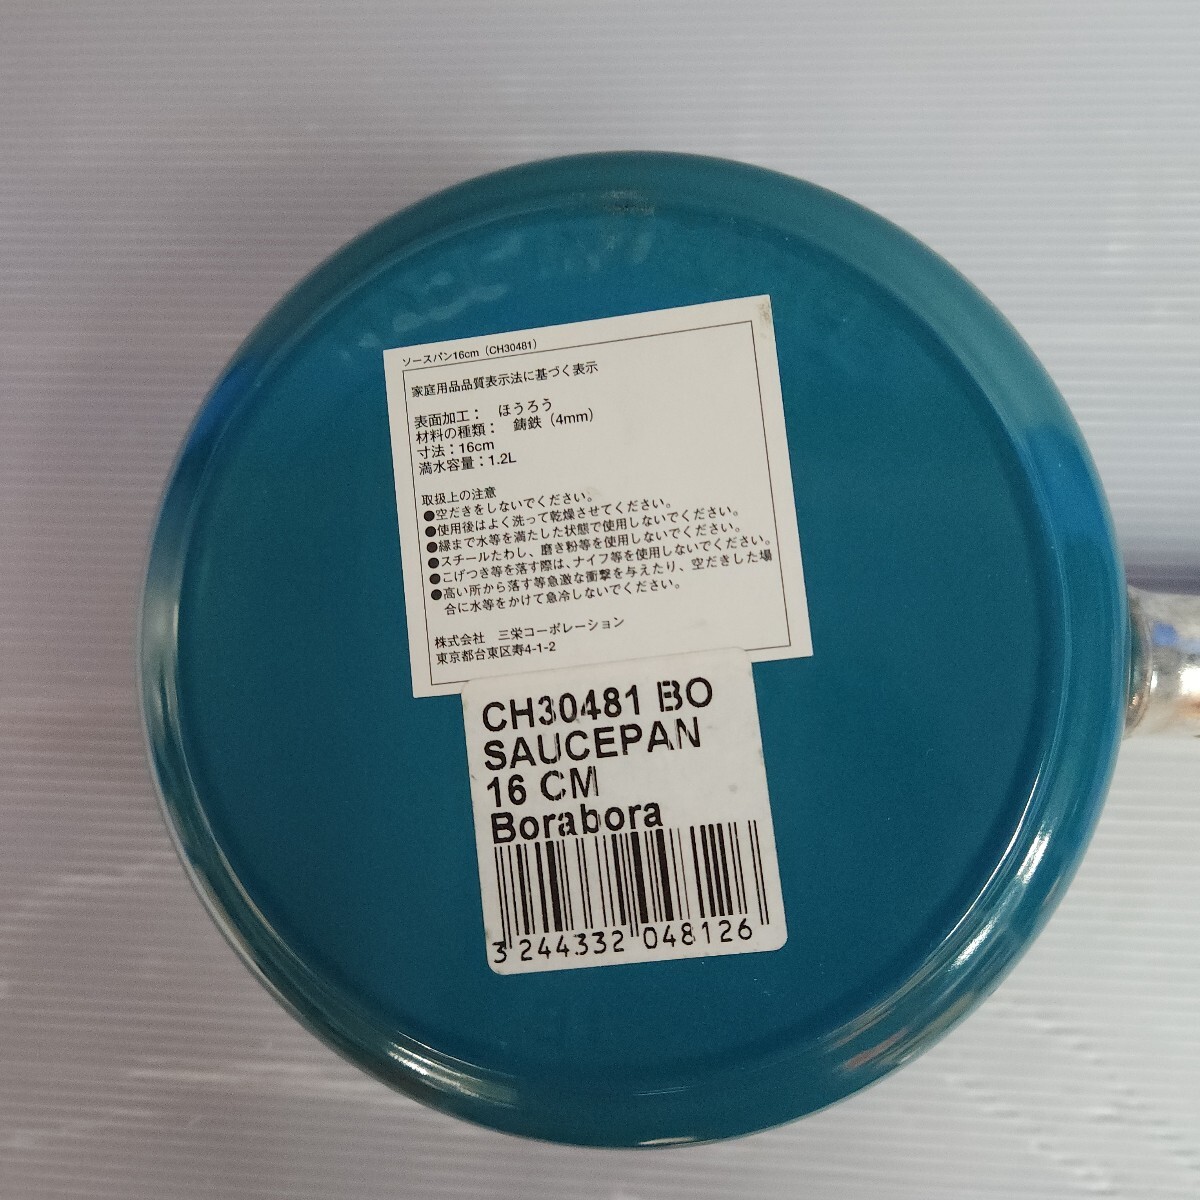 ソースパン16cm（CH30481）
家庭用品品質表示法に基づく表示
表面加工： ほうろう
材料の種類： 鋳鉄（4mm）
寸法：16cm
満水容量：1.2L
取扱上の注意
●空だきをしないでください。
●使用後はよく洗って乾燥させてください。
●縁まで水等を満たした状態で使用しないでください。
●スチールたわし、磨き粉等を使用しないでください。
●こげつき等を落す際は、ナイフ等を使用しないでください。
●高い所から落す等急激な衝撃を与えたり、空だきした場
合に水等をかけて急冷しないでください。
株式会社 三栄コーポレーション
東京都台東区寿4-1-2
CH30481 BO
SAUCEPAN
16 CM
Borabora
3 244332 048126